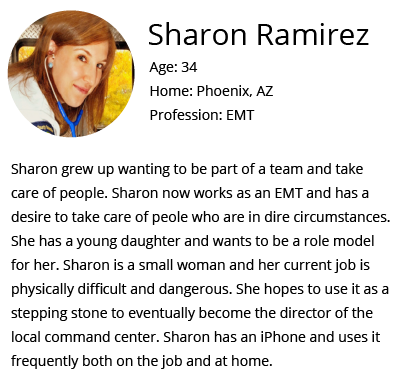 Sharon Ramirez
Age: 34
Home: Phoenix, AZ
Profession: EMT
Sharon grew up wanting to be part of a team and take
care of people. Sharon now works as an EMT and has a
desire to take care of peole who are in dire circumstances.
She has a young daughter and wants to be a role model
for her. Sharon is a small woman and her current job is
physically difficult and dangerous. She hopes to use it as a
stepping stone to eventually become the director of the
local command center. Sharon has an iPhone and uses it
frequently both on the job and at home.